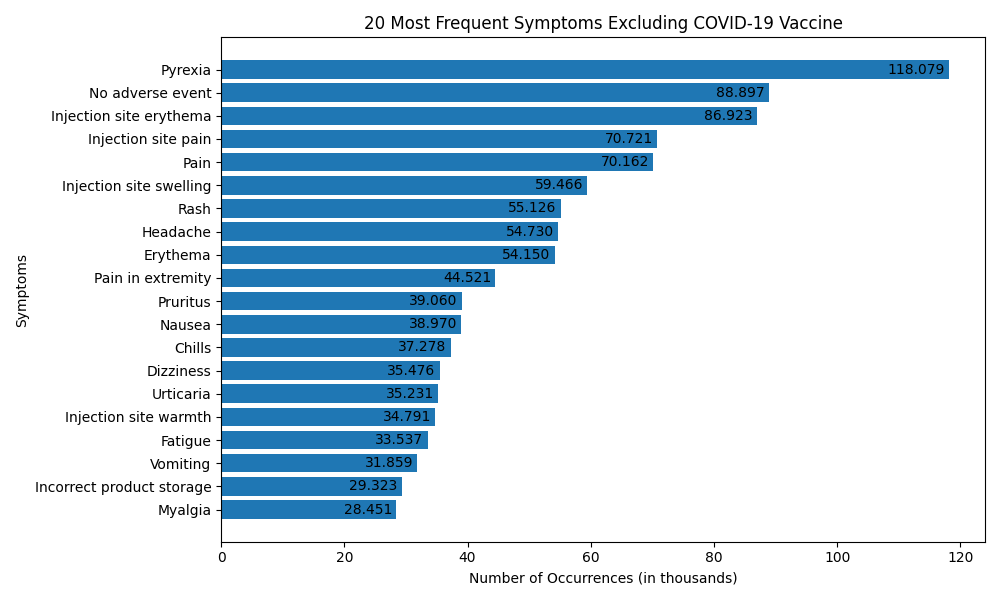 20 Most Frequent Symptoms Excluding COVID-19 Vaccine
Symptoms
Pyrexia 118.079
No adverse event 88.897
Injection site erythema 86.923
Injection site pain 70.721
Pain 70.162
Injection site swelling 59.466
Rash 55.126
Headache 54.730
Erythema 54.150
Pain in extremity 44.521
Pruritus 39.060
Nausea 38.970
Chills 37.278
Dizziness 35.476
Urticaria 35.231
Injection site warmth 34.791
Fatigue 33.537
Vomiting 31.859
Incorrect product storage 29.323
Myalgia 28.451
0 20 40 60 80 100 120
Number of Occurrences (in thousands)